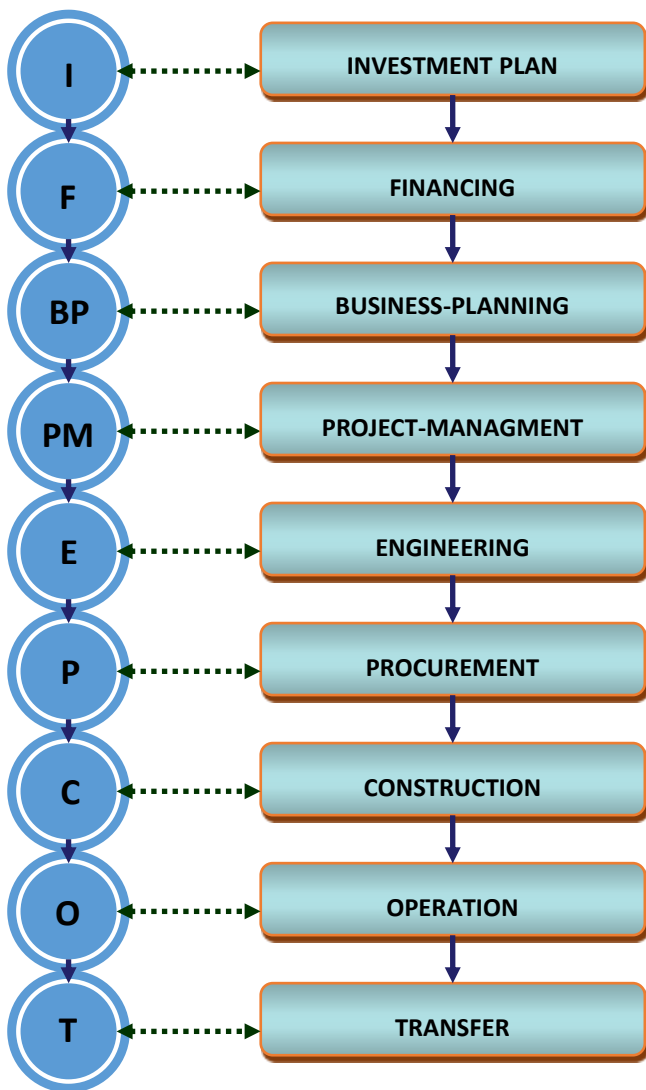 I
INVESTMENT PLAN
F
FINANCING
BP
BUSINESS-PLANNING
PM
PROJECT-MANAGMENT
E
ENGINEERING
P
PROCUREMENT
C
CONSTRUCTION
O
OPERATION
T
TRANSFER